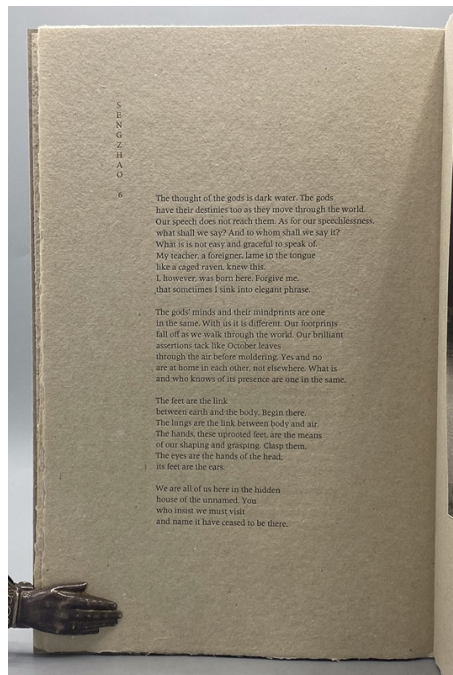 SENGZHAO
6
The thought of the gods is dark water. The gods
have their destinies too as they move through the world.
Our speech does not reach them. As for our speechlessness,
what shall we say? And to whom shall we say it?
What is is not easy and graceful to speak of.
My teacher, a foreigner, lame in the tongue
like a caged raven, knew this.
I, however, was born here. Forgive me,
that sometimes I sink into elegant phrase.
The gods' minds and their mindprints are one
in the same. With us it is different. Our footprints
fall off as we walk through the world. Our brilliant
assertions tack like October leaves
through the air before moldering. Yes and no
are at home in each other, not elsewhere. What is
and who knows of its presence are one in the same.
The feet are the link
between earth and the body. Begin there.
The lungs are the link between body and air.
The hands, these uprooted feet, are the means
of our shaping and grasping. Clasp them.
The eyes are the hands of the head;
its feet are the ears.
We are all of us here in the hidden
house of the unnamed. You
who insist we must visit
and name it have ceased to be there.